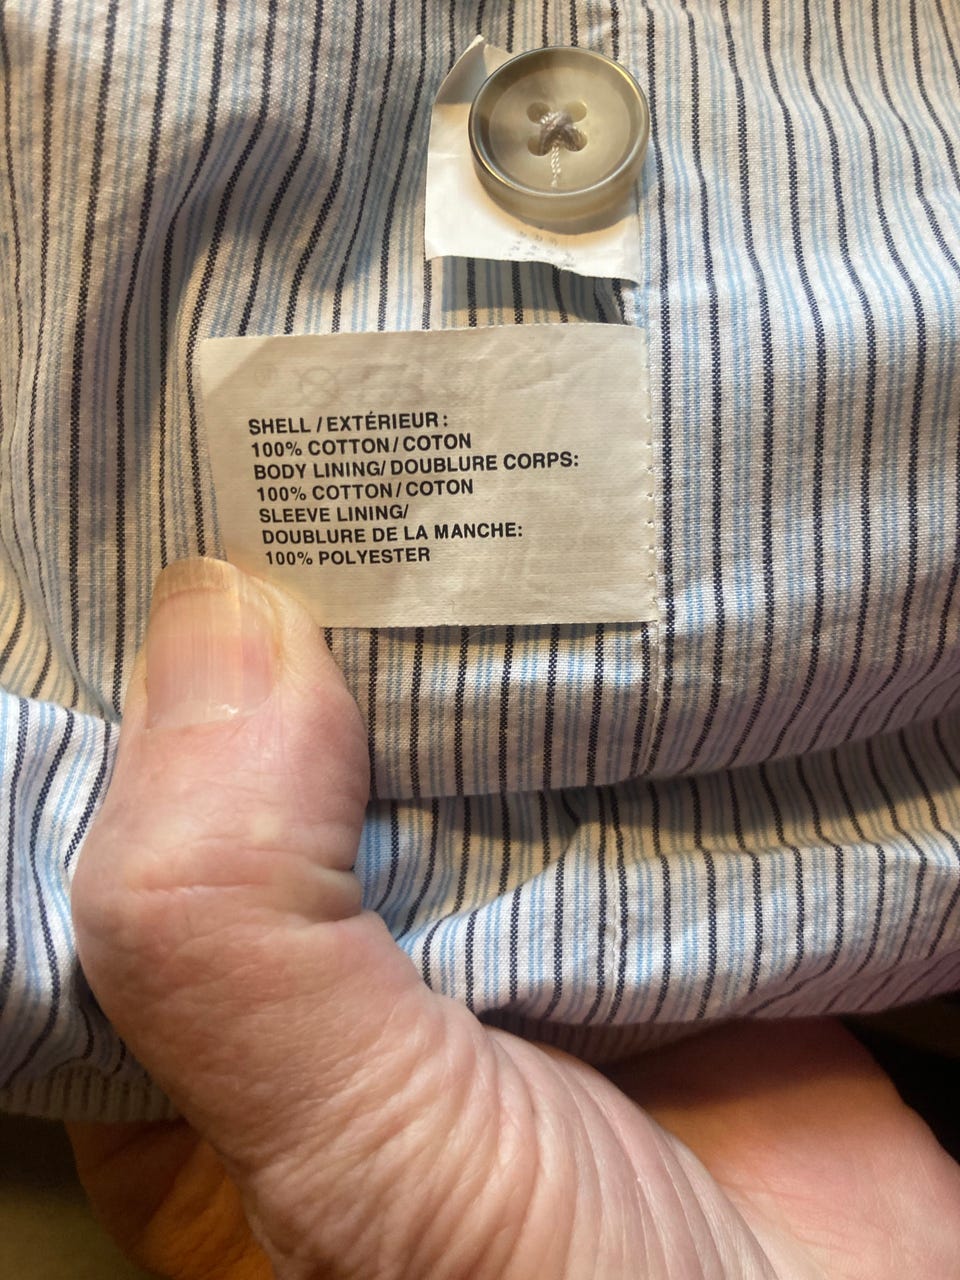 SHELL / EXTÉRIEUR :
100% COTTON / COTON
BODY LINING/ DOUBLURE CORPS:
100% COTTON / COTON
SLEEVE LINING/
DOUBLURE DE LA MANCHE:
100% POLYESTER